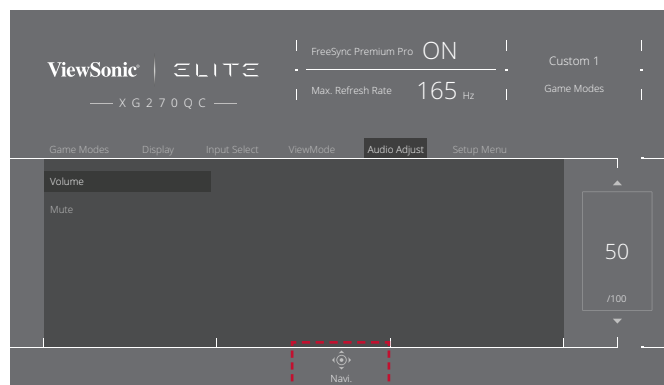 ViewSonic® ELITE
XG270QC
FreeSync Premium Pro ON
Max. Refresh Rate 165 Hz
Custom 1
Game Modes
Game Modes Display Input Select ViewMode Audio Adjust Setup Menu
Volume
Mute
50
/100
Navi.